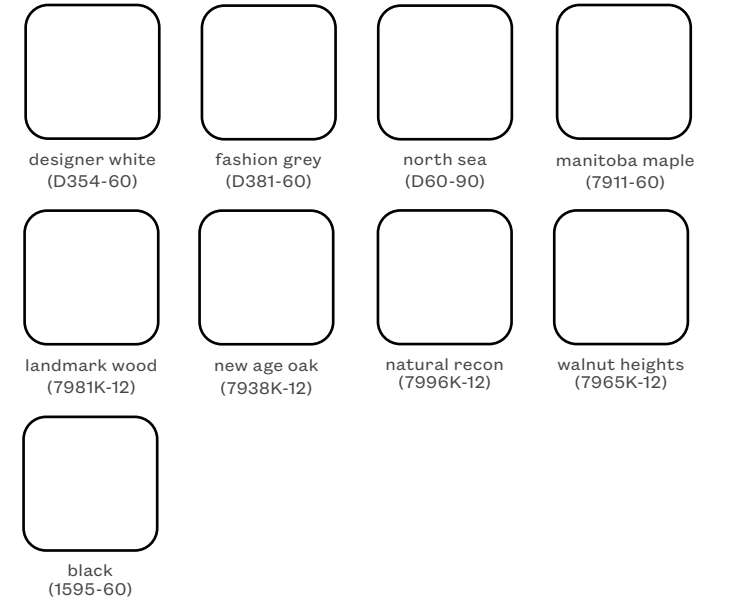 designer white
(D354-60)
fashion grey
(D381-60)
north sea
(D60-90)
manitoba maple
(7911-60)
landmark wood
(7981K-12)
new age oak
(7938K-12)
natural recon
(7996K-12)
walnut heights
(7965K-12)
black
(1595-60)